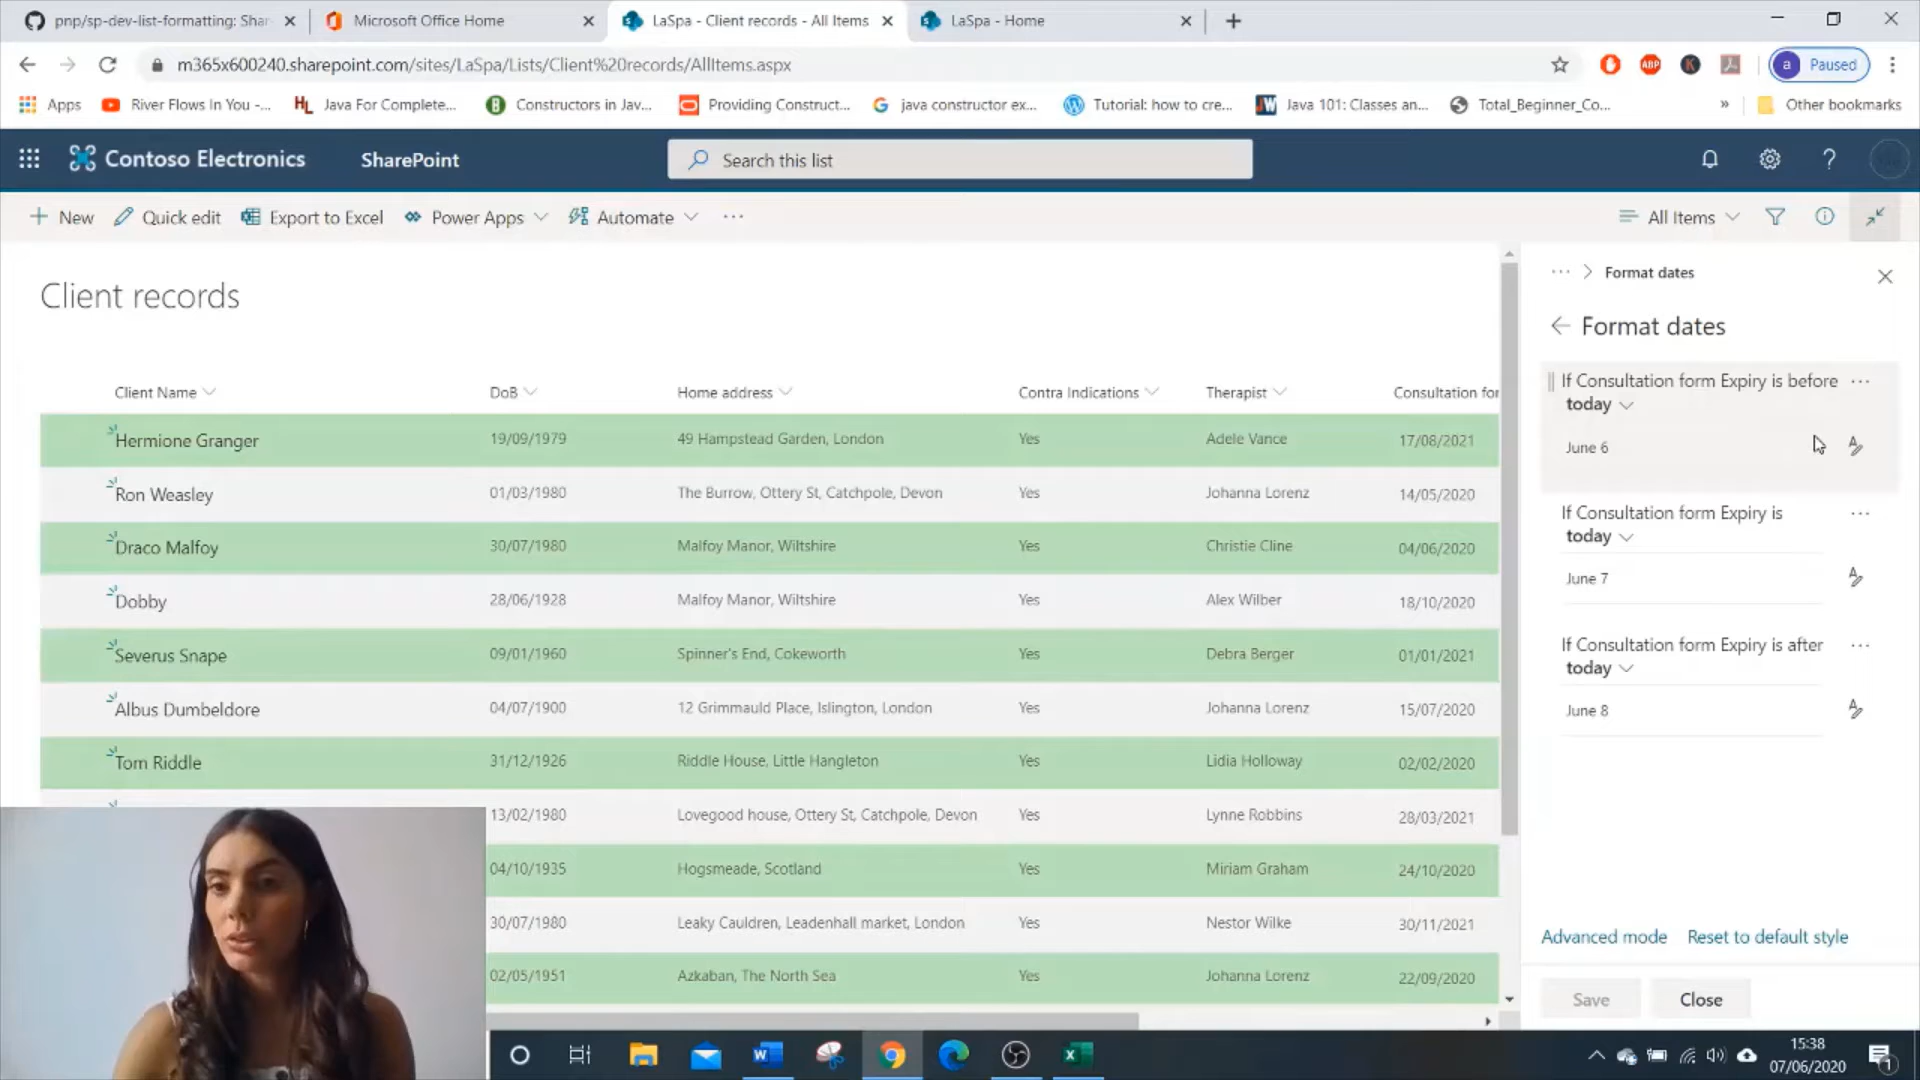 pnp/sp-dev-list-formatting: Shar
Microsoft Office Home
LaSpa - Client records - All Items
LaSpa - Home
m365x600240.sharepoint.com/sites/LaSpa/Lists/Client%20records/AllItems.aspx
ABP
K
a Paused
Apps
River Flows In You -...
HL Java For Complete...
B Constructors in Jav...
Providing Construct...
java constructor ex...
Tutorial: how to cre...
JW Java 101: Classes an...
Total_Beginner_Co...
» Other bookmarks
Contoso Electronics
SharePoint
Search this list
?
New
Quick edit
Export to Excel
Power Apps
Automate
...
All Items
Client records
Client Name DoB Home address Contra Indications Therapist Consultation for
Hermione Granger 19/09/1979 49 Hampstead Garden, London Yes Adele Vance 17/08/2021
Ron Weasley 01/03/1980 The Burrow, Ottery St, Catchpole, Devon Yes Johanna Lorenz 14/05/2020
Draco Malfoy 30/07/1980 Malfoy Manor, Wiltshire Yes Christie Cline 04/06/2020
Dobby 28/06/1928 Malfoy Manor, Wiltshire Yes Alex Wilber 18/10/2020
Severus Snape 09/01/1960 Spinner's End, Cokeworth Yes Debra Berger 01/01/2021
Albus Dumbeldore 04/07/1900 12 Grimmauld Place, Islington, London Yes Johanna Lorenz 15/07/2020
Tom Riddle 31/12/1926 Riddle House, Little Hangleton Yes Lidia Holloway 02/02/2020
13/02/1980 Lovegood house, Ottery St, Catchpole, Devon Yes Lynne Robbins 28/03/2021
04/10/1935 Hogsmeade, Scotland Yes Miriam Graham 24/10/2020
30/07/1980 Leaky Cauldren, Leadenhall market, London Yes Nestor Wilke 30/11/2021
02/05/1951 Azkaban, The North Sea Yes Johanna Lorenz 22/09/2020
... > Format dates
Format dates
If Consultation form Expiry is before ...
today
June 6
If Consultation form Expiry is ...
today
June 7
If Consultation form Expiry is after ...
today
June 8
Advanced mode
Reset to default style
Save
Close
15:38
07/06/2020
1